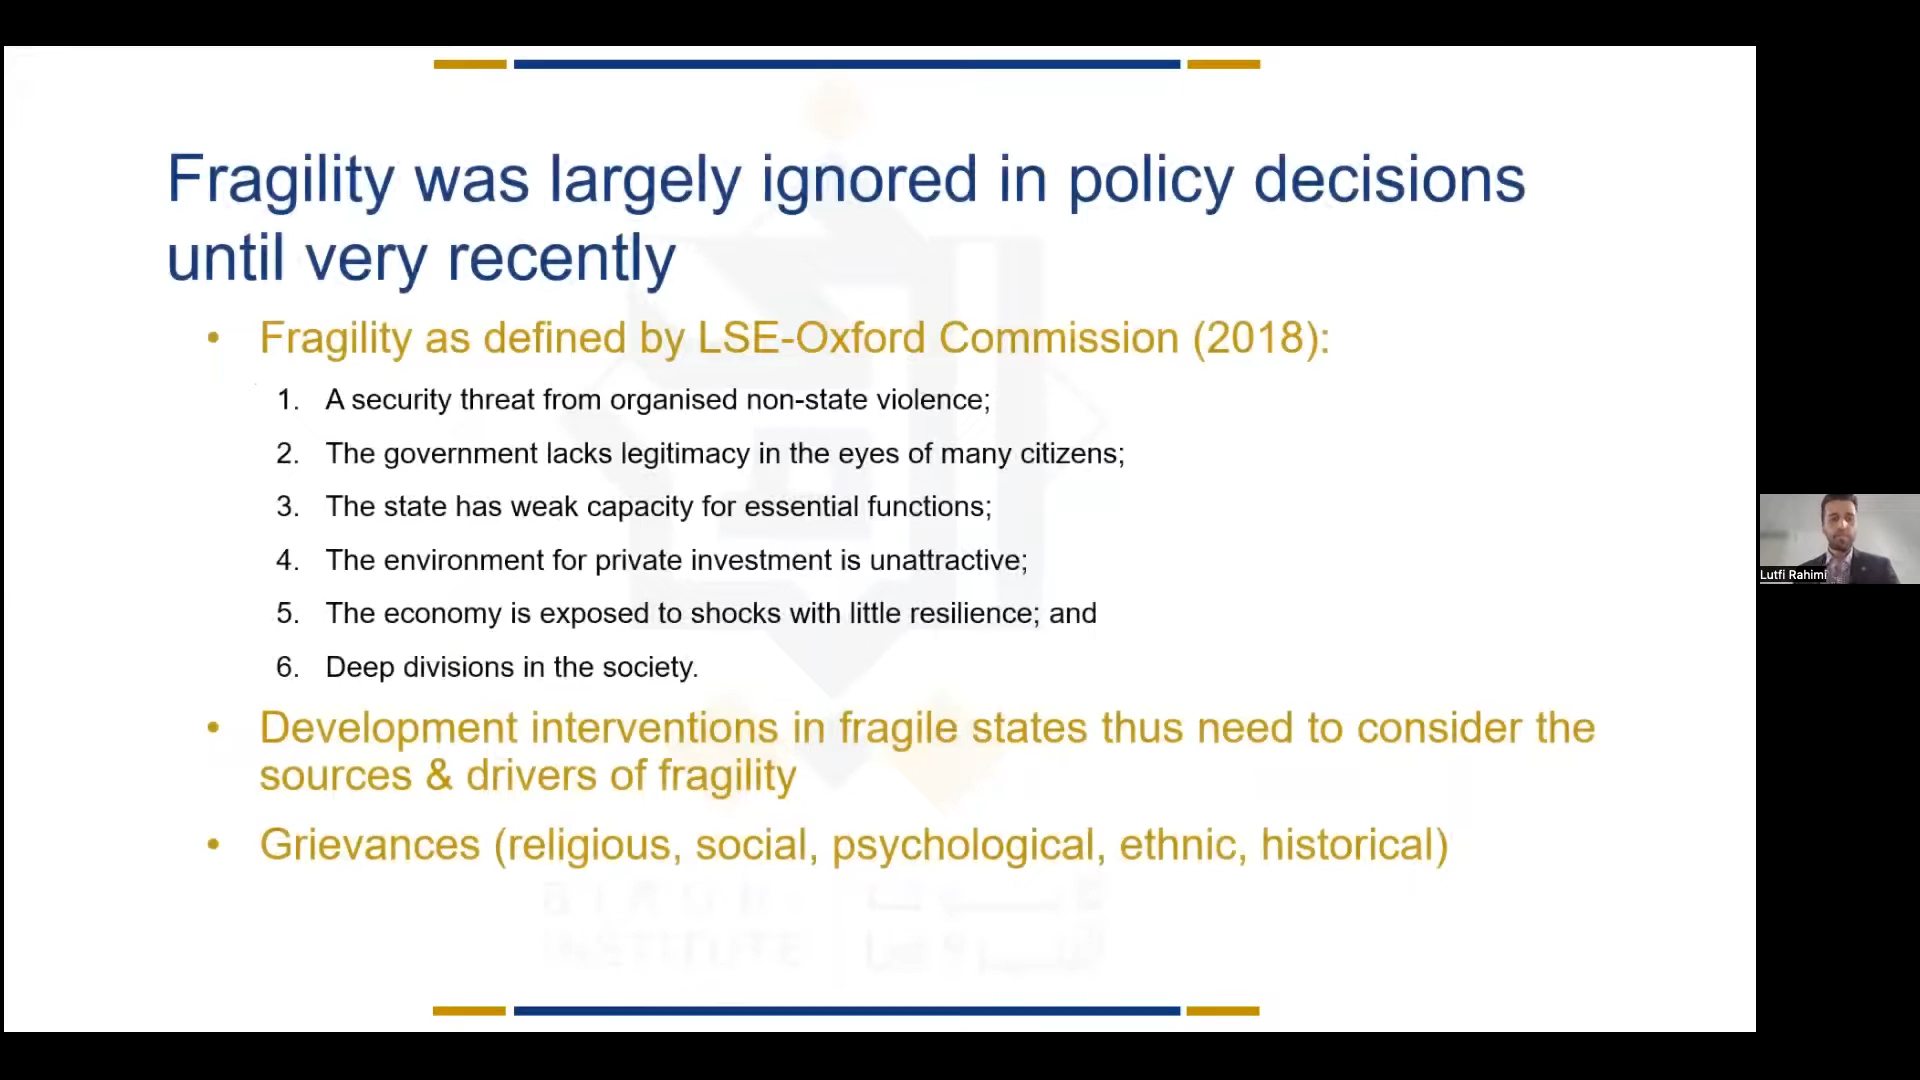 Fragility was largely ignored in policy decisions
until very recently
• Fragility as defined by LSE-Oxford Commission (2018):
1. A security threat from organised non-state violence;
2. The government lacks legitimacy in the eyes of many citizens;
3. The state has weak capacity for essential functions;
4. The environment for private investment is unattractive;
5. The economy is exposed to shocks with little resilience; and
6. Deep divisions in the society.
• Development interventions in fragile states thus need to consider the
sources & drivers of fragility
• Grievances (religious, social, psychological, ethnic, historical)
INSTITUTE
Lutfi Rahimi